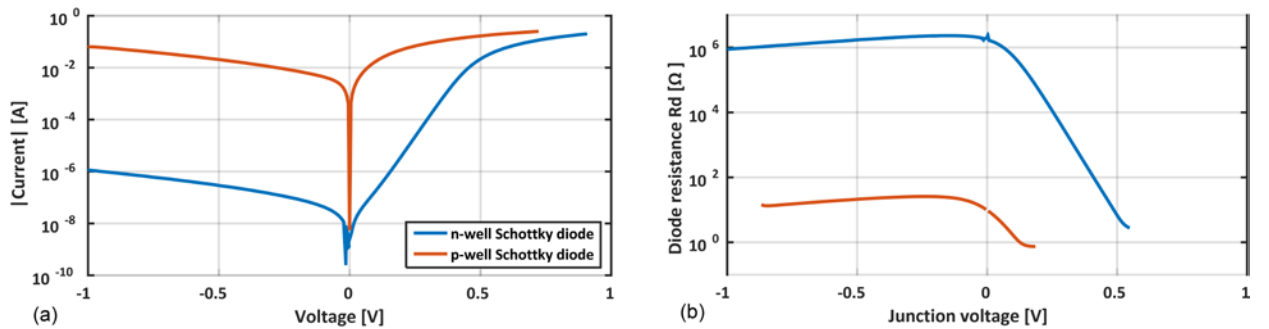 10 0
10 -2
10 -4
10 -6
10 -8
10 -10
|Current| [A]
n-well Schottky diode
p-well Schottky diode
-1 -0.5 0 0.5 1
(a) Voltage [V]
10 6
10 4
10 2
10 0
Diode resistance Rd [Ω]
-1 -0.5 0 0.5 1
(b) Junction voltage [V]